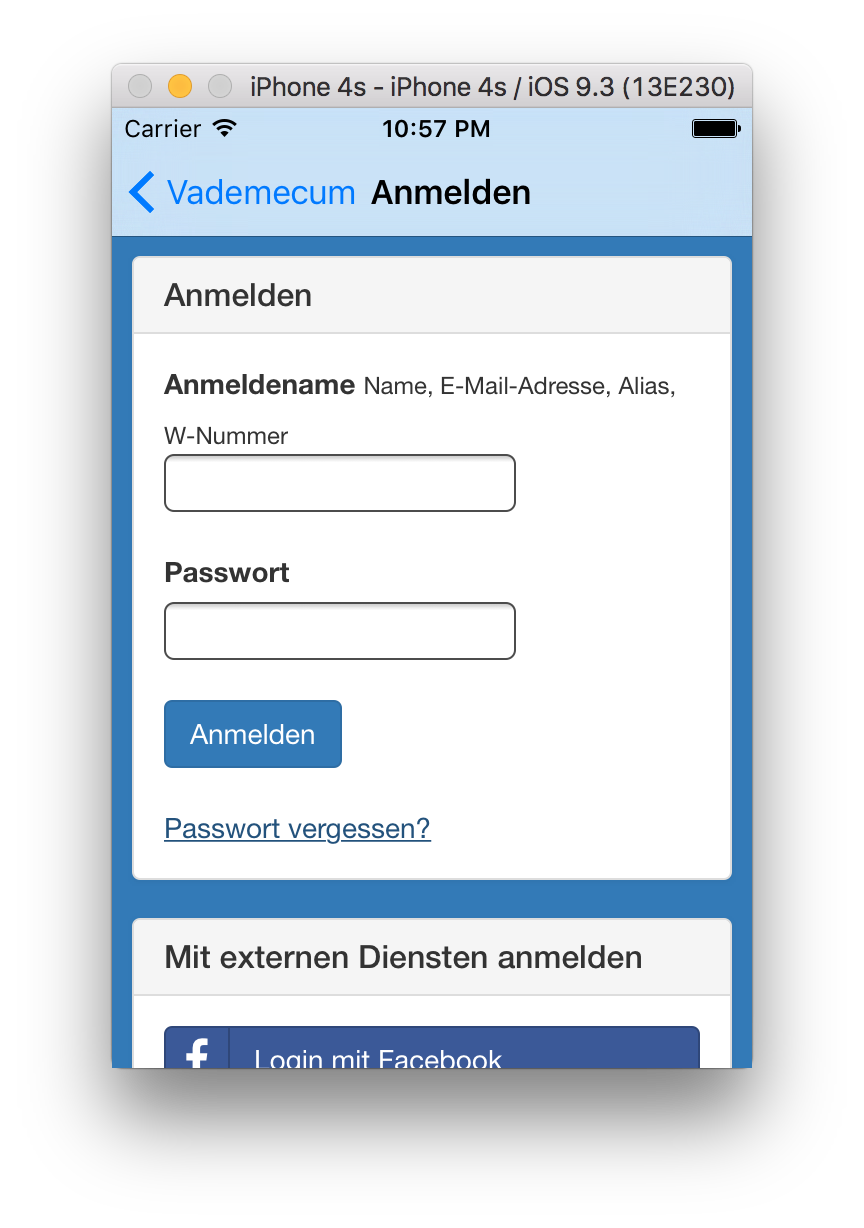 iPhone 4s - iPhone 4s / iOS 9.3 (13E230)
Carrier 10:57 PM
Vademecum Anmelden
Anmelden
Anmeldename Name, E-Mail-Adresse, Alias,
W-Nummer
Passwort
Anmelden
Passwort vergessen?
Mit externen Diensten anmelden
Login mit Facebook